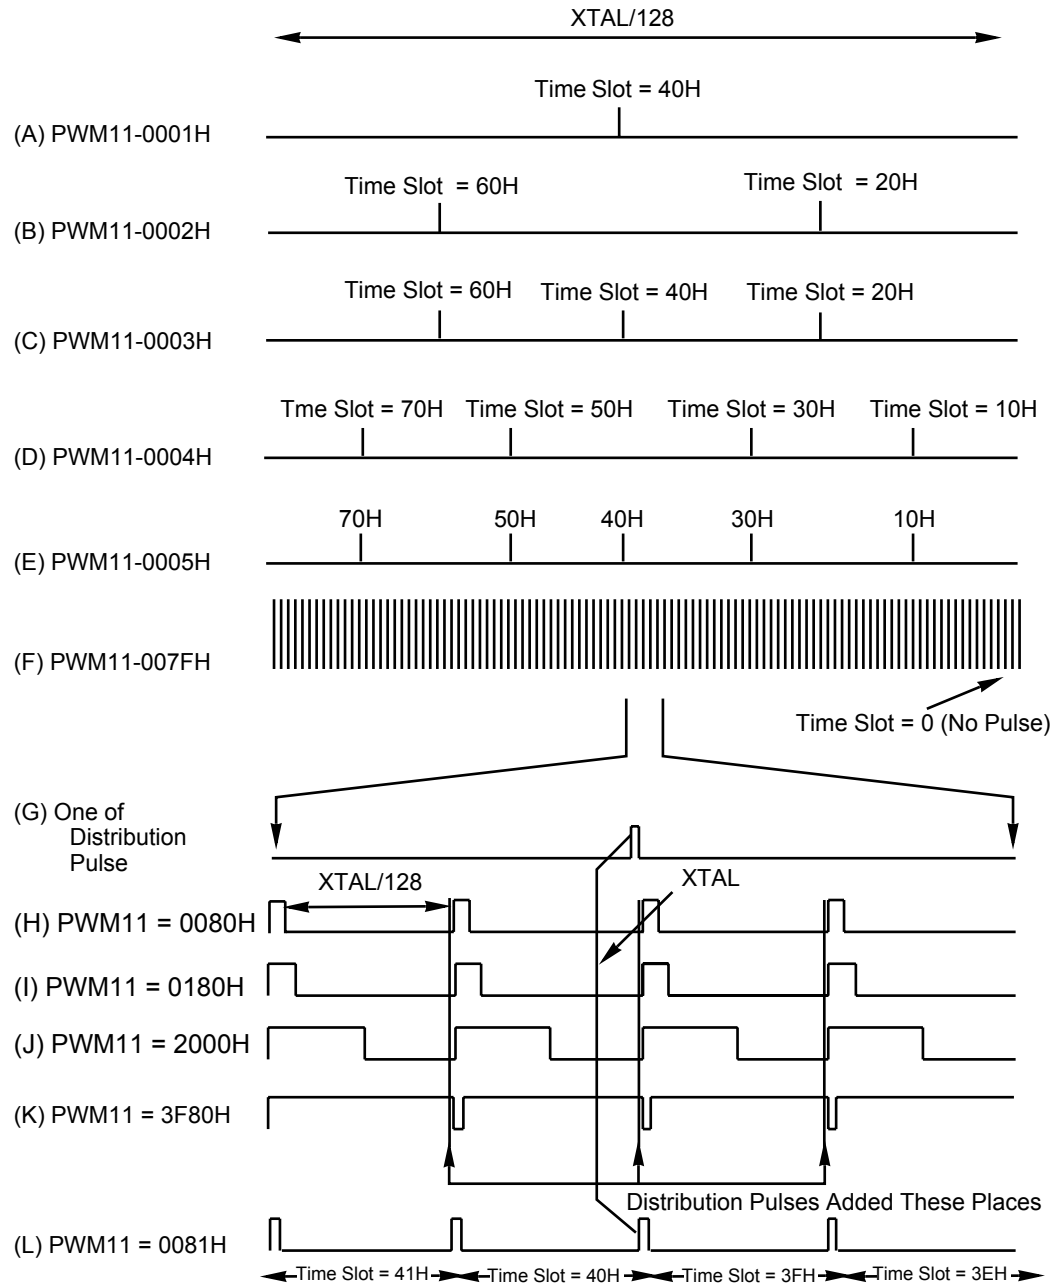 XTAL/128
Time Slot = 40H
(A) PWM11-0001H
Time Slot = 60H
Time Slot = 20H
(B) PWM11-0002H
Time Slot = 60H
Time Slot = 40H
Time Slot = 20H
(C) PWM11-0003H
Tme Slot = 70H
Time Slot = 50H
Time Slot = 30H
Time Slot = 10H
(D) PWM11-0004H
70H
50H
40H
30H
10H
(E) PWM11-0005H
(F) PWM11-007FH
Time Slot = 0 (No Pulse)
(G) One of
Distribution
Pulse
XTAL/128
XTAL
(H) PWM11 = 0080H
(I) PWM11 = 0180H
(J) PWM11 = 2000H
(K) PWM11 = 3F80H
Distribution Pulses Added These Places
(L) PWM11 = 0081H
Time Slot = 41H
Time Slot = 40H
Time Slot = 3FH
Time Slot = 3EH